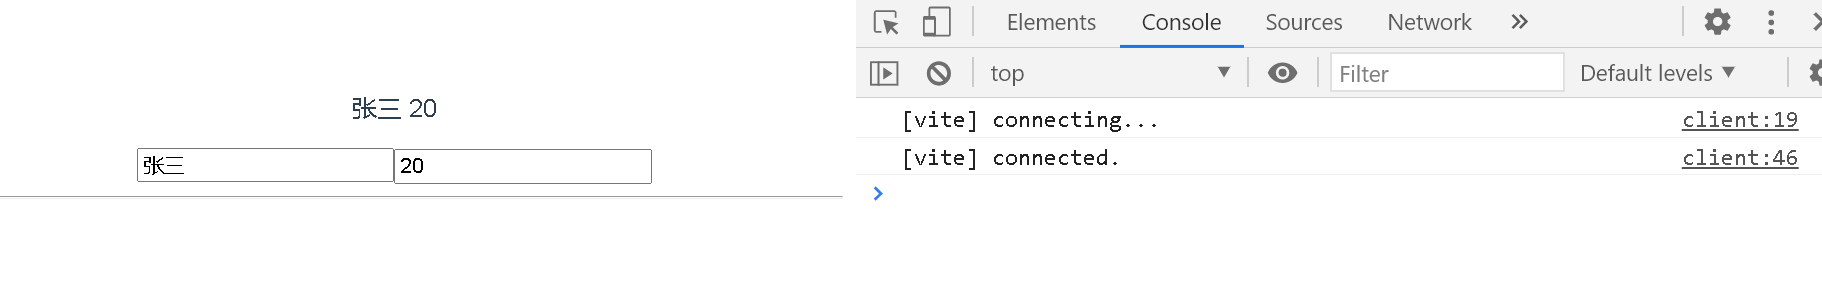 张三 20
张三 20
Elements Console Sources Network
top Filter Default levels
[vite] connecting... client:19
[vite] connected. client:46